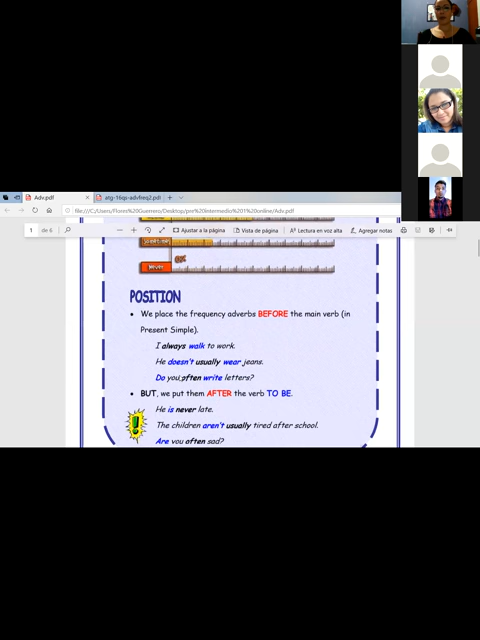 Adv.pdf
atg-16qs-advfreq2.pdf
file:///C:/Users/Flores%20Guerrero/Desktop/pre%20intermedio%201%20online/Adv.pdf
1 de 6
Ajustar a la página
Vista de página
Lectura en voz alta
Agregar notas
0%
never
POSITION
We place the frequency adverbs BEFORE the main verb (in
Present Simple).
I always walk to work.
He doesn't usually wear jeans.
Do you often write letters?
BUT, we put them AFTER the verb TO BE.
He is never late.
The children aren't usually tired after school.
Are you often sad?